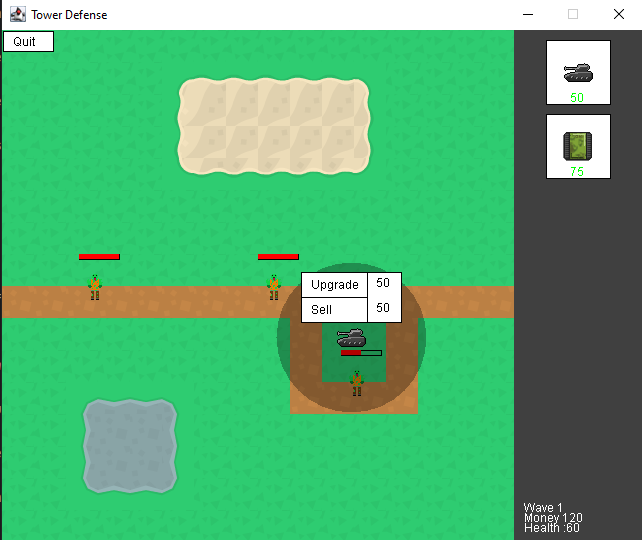 Tower Defense
Quit
50
75
Upgrade 50
Sell 50
Wave 1
Money 120
Health :60